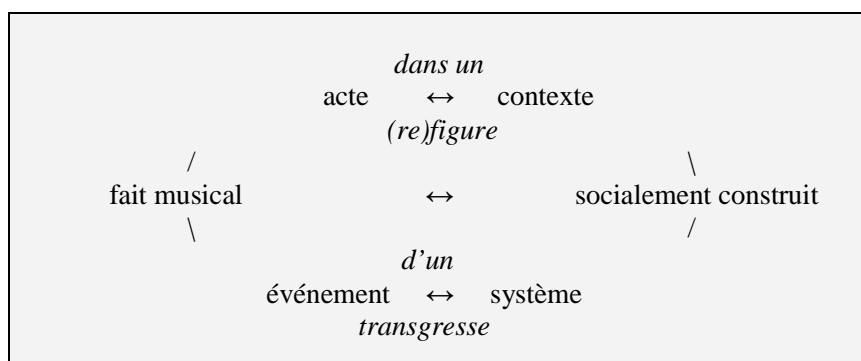 dans un
acte ↔ contexte
(re)figure
/ \
fait musical ↔ socialement construit
\ /
d’un
événement ↔ système
transgresse